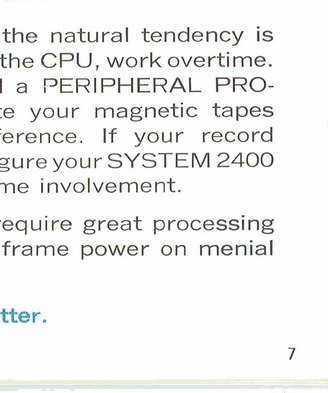 the natural tendency is
the CPU, work overtime.
a PERIPHERAL PRO-
your magnetic tapes
ference. If your record
gure your SYSTEM 2400
me involvement.
require great processing
frame power on menial
tter.
7